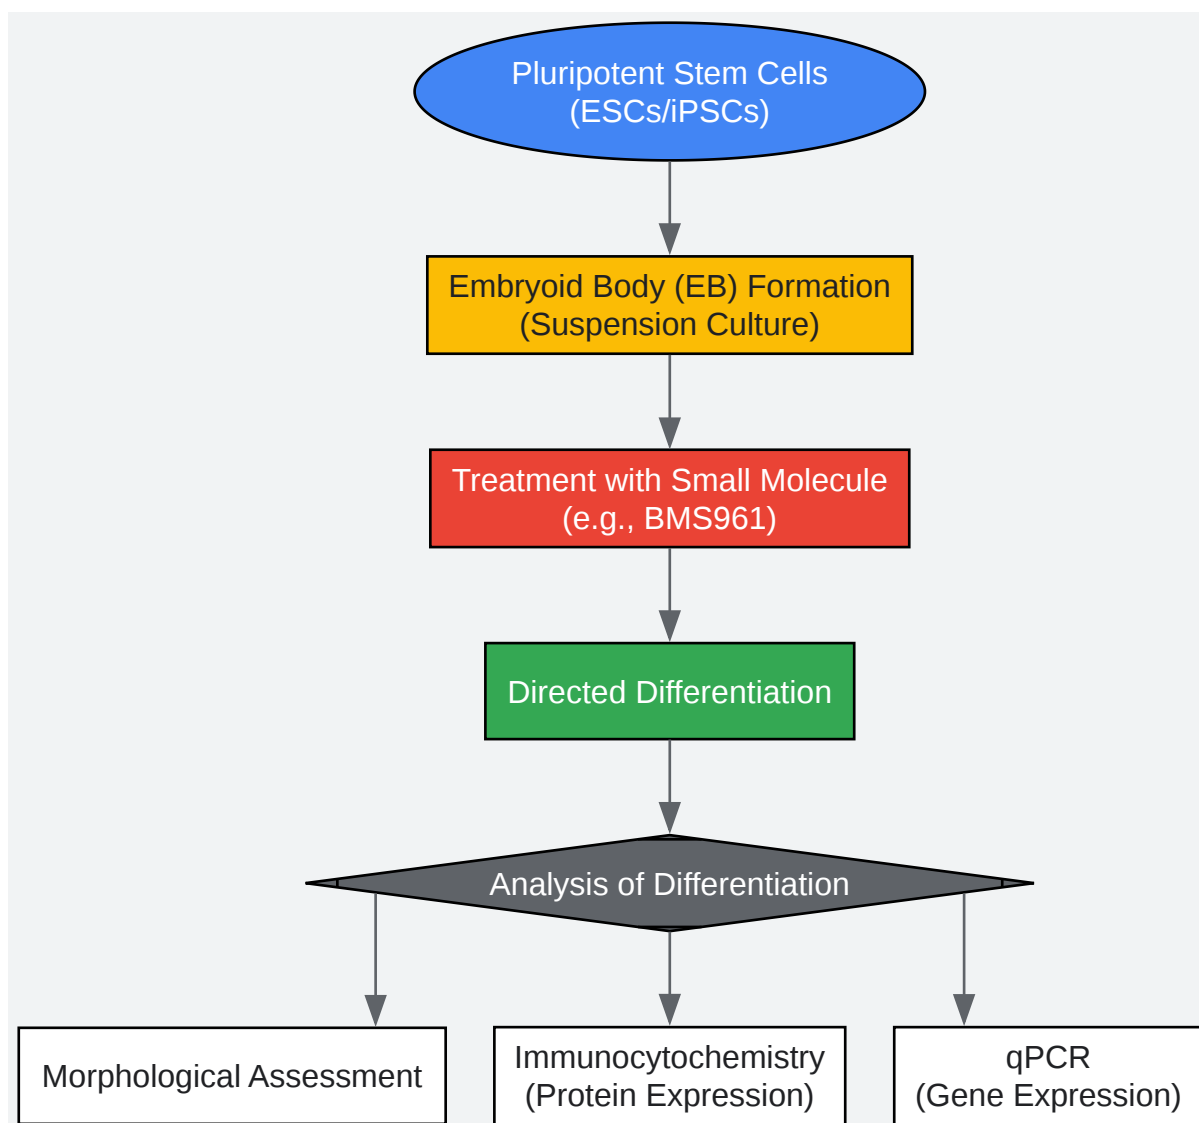 Pluripotent Stem Cells
(ESCs/iPSCs)
Embryoid Body (EB) Formation
(Suspension Culture)
Treatment with Small Molecule
(e.g., BMS961)
Directed Differentiation
Analysis of Differentiation
Morphological Assessment
Immunocytochemistry
(Protein Expression)
qPCR
(Gene Expression)